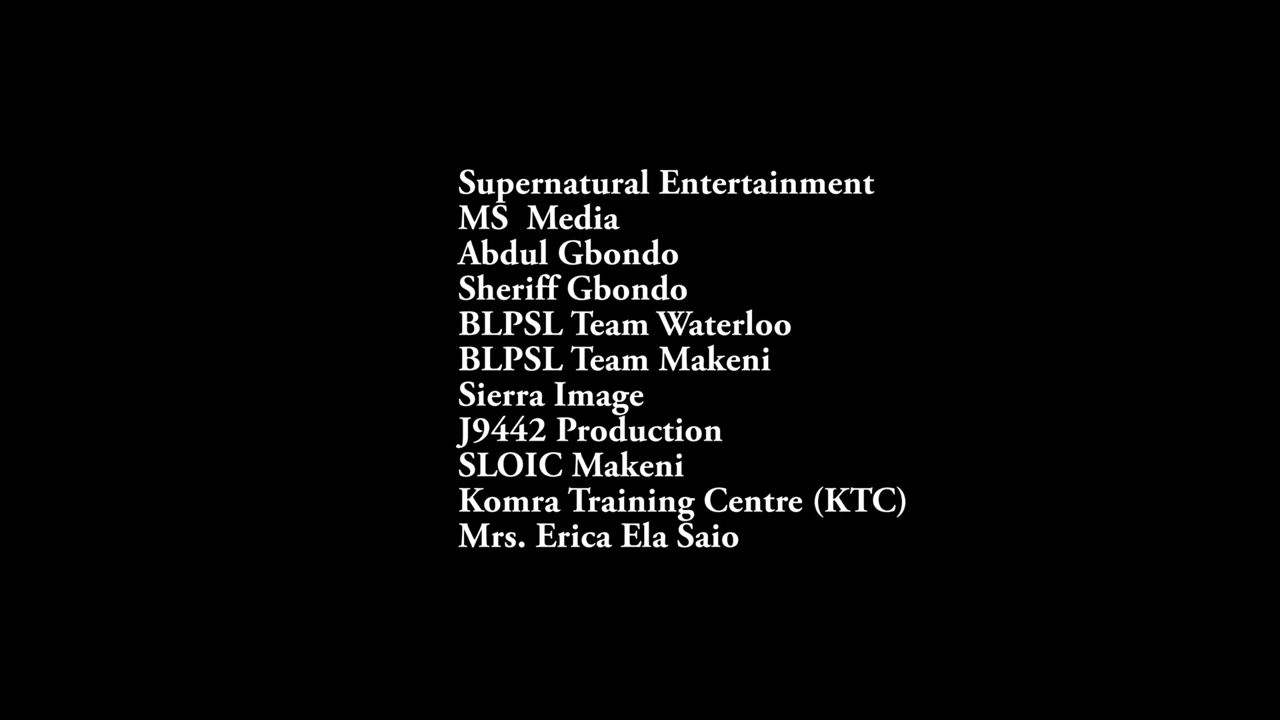 Supernatural Entertainment
MS  Media
Abdul Gbondo
Sheriff Gbondo
BLPSL Team Waterloo
BLPSL Team Makeni
Sierra Image
J9442 Production
SLOIC Makeni
Komra Training Centre (KTC)
Mrs. Erica Ela Saio